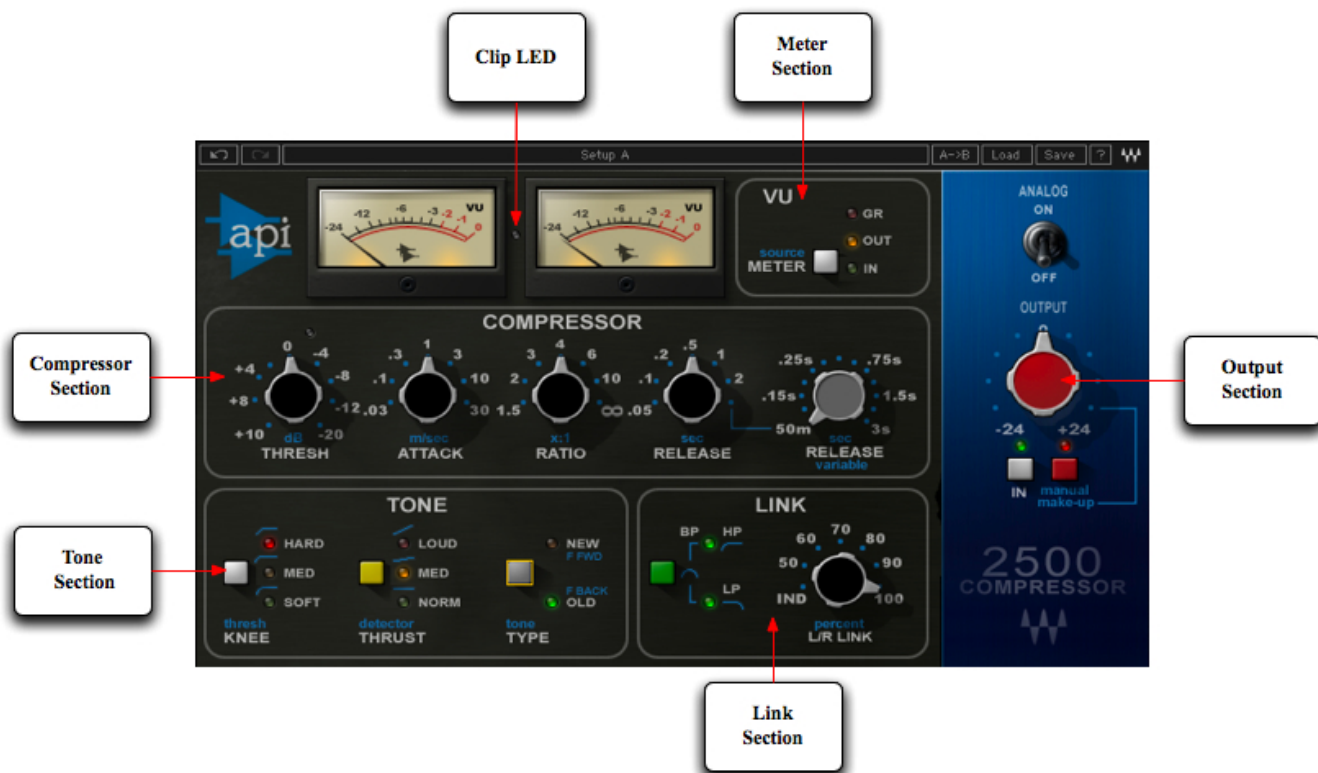 Clip LED
Meter
Section
Setup A
A->B
Load
Save
?
api
-24 -12 -6 -3 -2 -1 0
VU
-24 -12 -6 -3 -2 -1 0
VU
VU
GR
OUT
IN
source
METER
ANALOG
ON
OFF
OUTPUT
0
-24 +24
IN
manual
make-up
2500
COMPRESSOR
Compressor
Section
Output
Section
COMPRESSOR
+10 +8 +4 0 -4 -8 -12 -20
dB
THRESH
.03 .1 .3 1 3 10 30
m/sec
ATTACK
1.5 2 3 4 6 10 ∞
x:1
RATIO
.05 .1 .2 .5 1 2
sec
RELEASE
50m .15s .25s .75s 1.5s 3s
sec
RELEASE
variable
Tone
Section
TONE
HARD
MED
SOFT
thresh
KNEE
LOUD
MED
NORM
detector
THRUST
NEW
F FWD
F BACK
OLD
tone
TYPE
LINK
BP HP
LP
IND 50 60 70 80 90 100
percent
L/R LINK
Link
Section